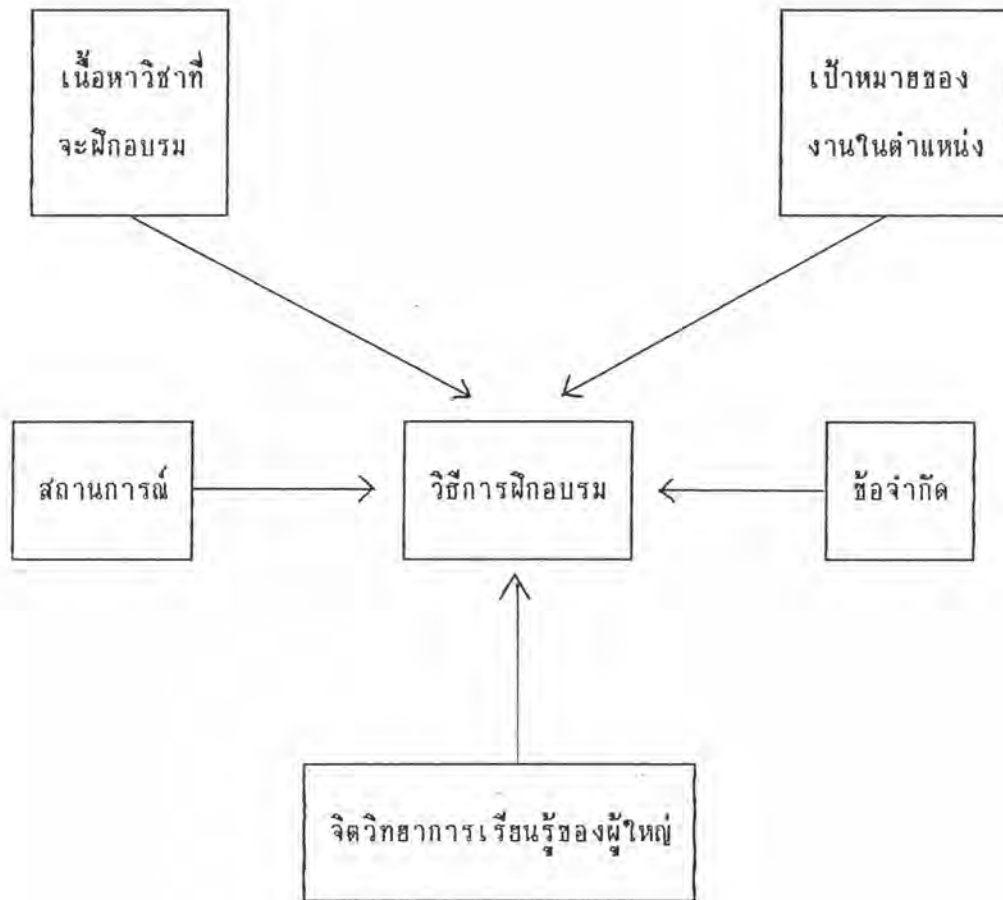 เนื้อหาวิชาที่
จะฝึกอบรม
เป้าหมายของ
งานในตำแหน่ง
สถานการณ์
วิธีการฝึกอบรม
ข้อจำกัด
จิตวิทยาการเรียนรู้ของผู้ใหญ่